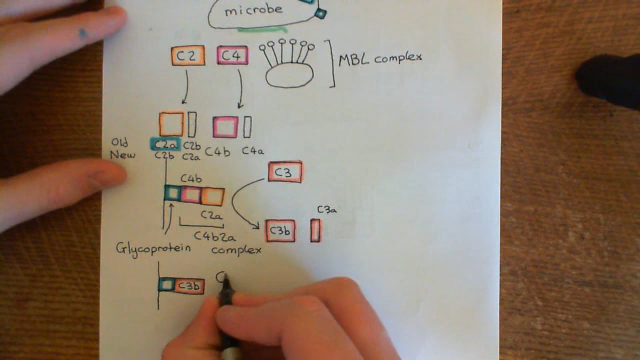 microbe
C2 C4 MBL complex
Old C2a C2b C4b C4a
New C2b C2a
C4b C3
C2a C3a
C4b2a C3b
Glycoprotein complex
C3b C